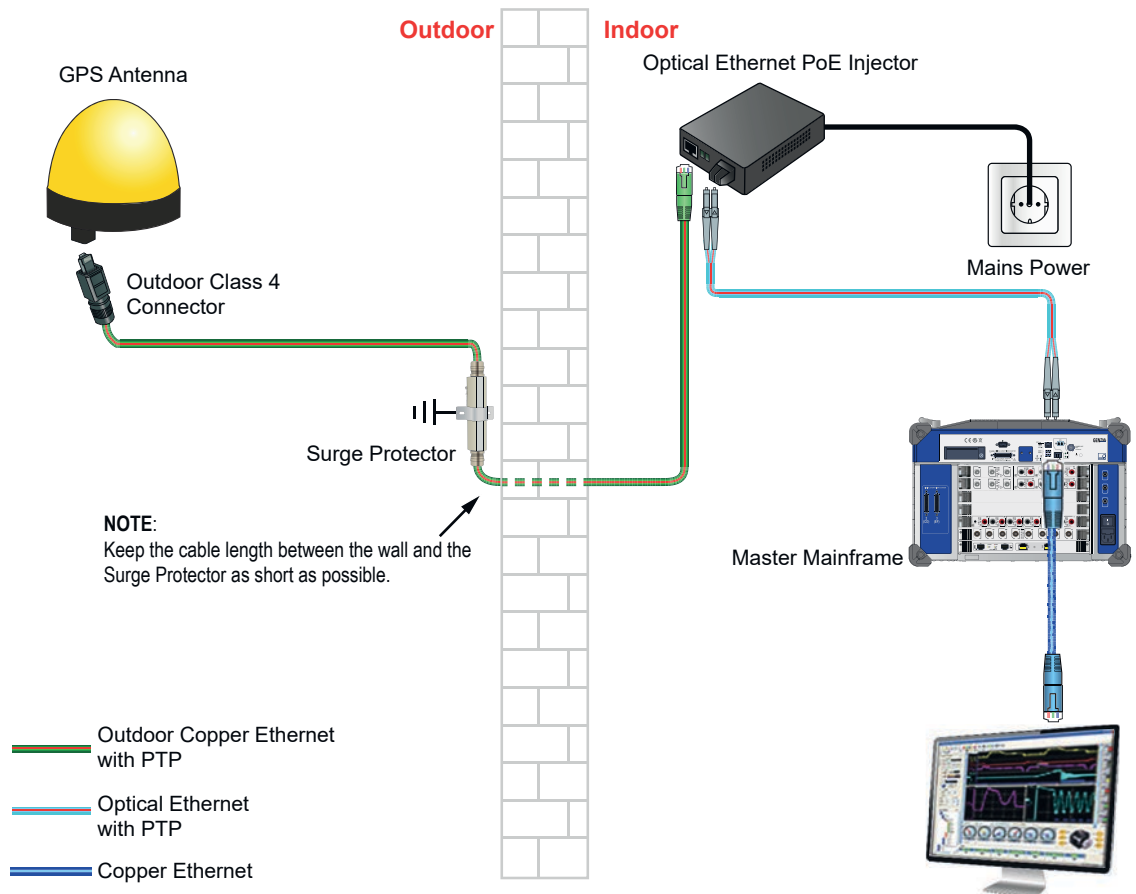 Outdoor
Indoor
GPS Antenna
Optical Ethernet PoE Injector
Outdoor Class 4
Connector
Mains Power
Surge Protector
NOTE:
Keep the cable length between the wall and the
Surge Protector as short as possible.
Master Mainframe
Outdoor Copper Ethernet
with PTP
Optical Ethernet
with PTP
Copper Ethernet